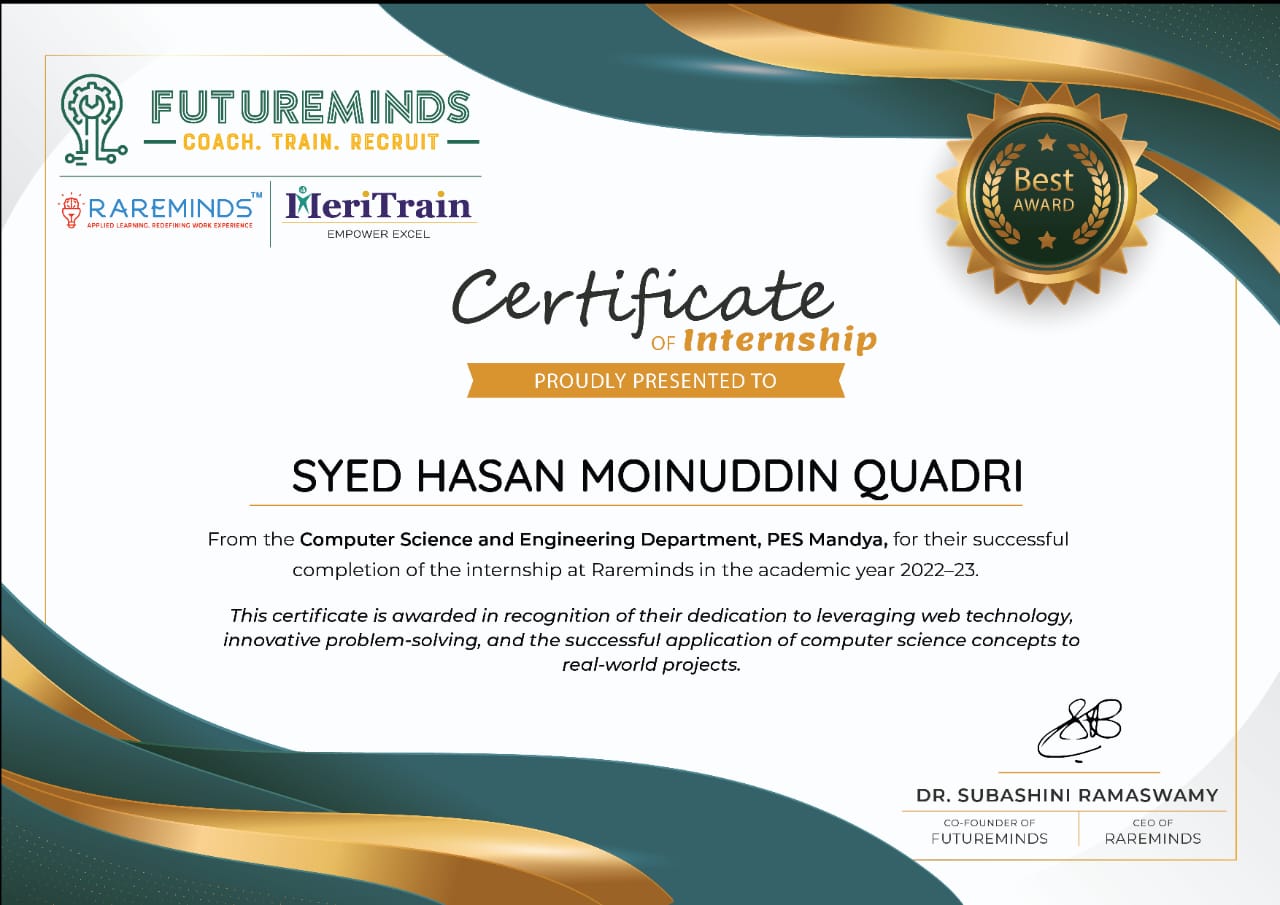 FUTUREMINDS
COACH. TRAIN. RECRUIT
RAREMINDS™
APPLIED LEARNING. REDEFINING WORK EXPERIENCE
MeriTrain
EMPOWER EXCEL
Best
AWARD
Certificate
OF Internship
PROUDLY PRESENTED TO
SYED HASAN MOINUDDIN QUADRI
From the Computer Science and Engineering Department, PES Mandya, for their successful
completion of the internship at Rareminds in the academic year 2022–23.
This certificate is awarded in recognition of their dedication to leveraging web technology,
innovative problem-solving, and the successful application of computer science concepts to
real-world projects.
DR. SUBASHINI RAMASWAMY
CO-FOUNDER OF
FUTUREMINDS
CEO OF
RAREMINDS